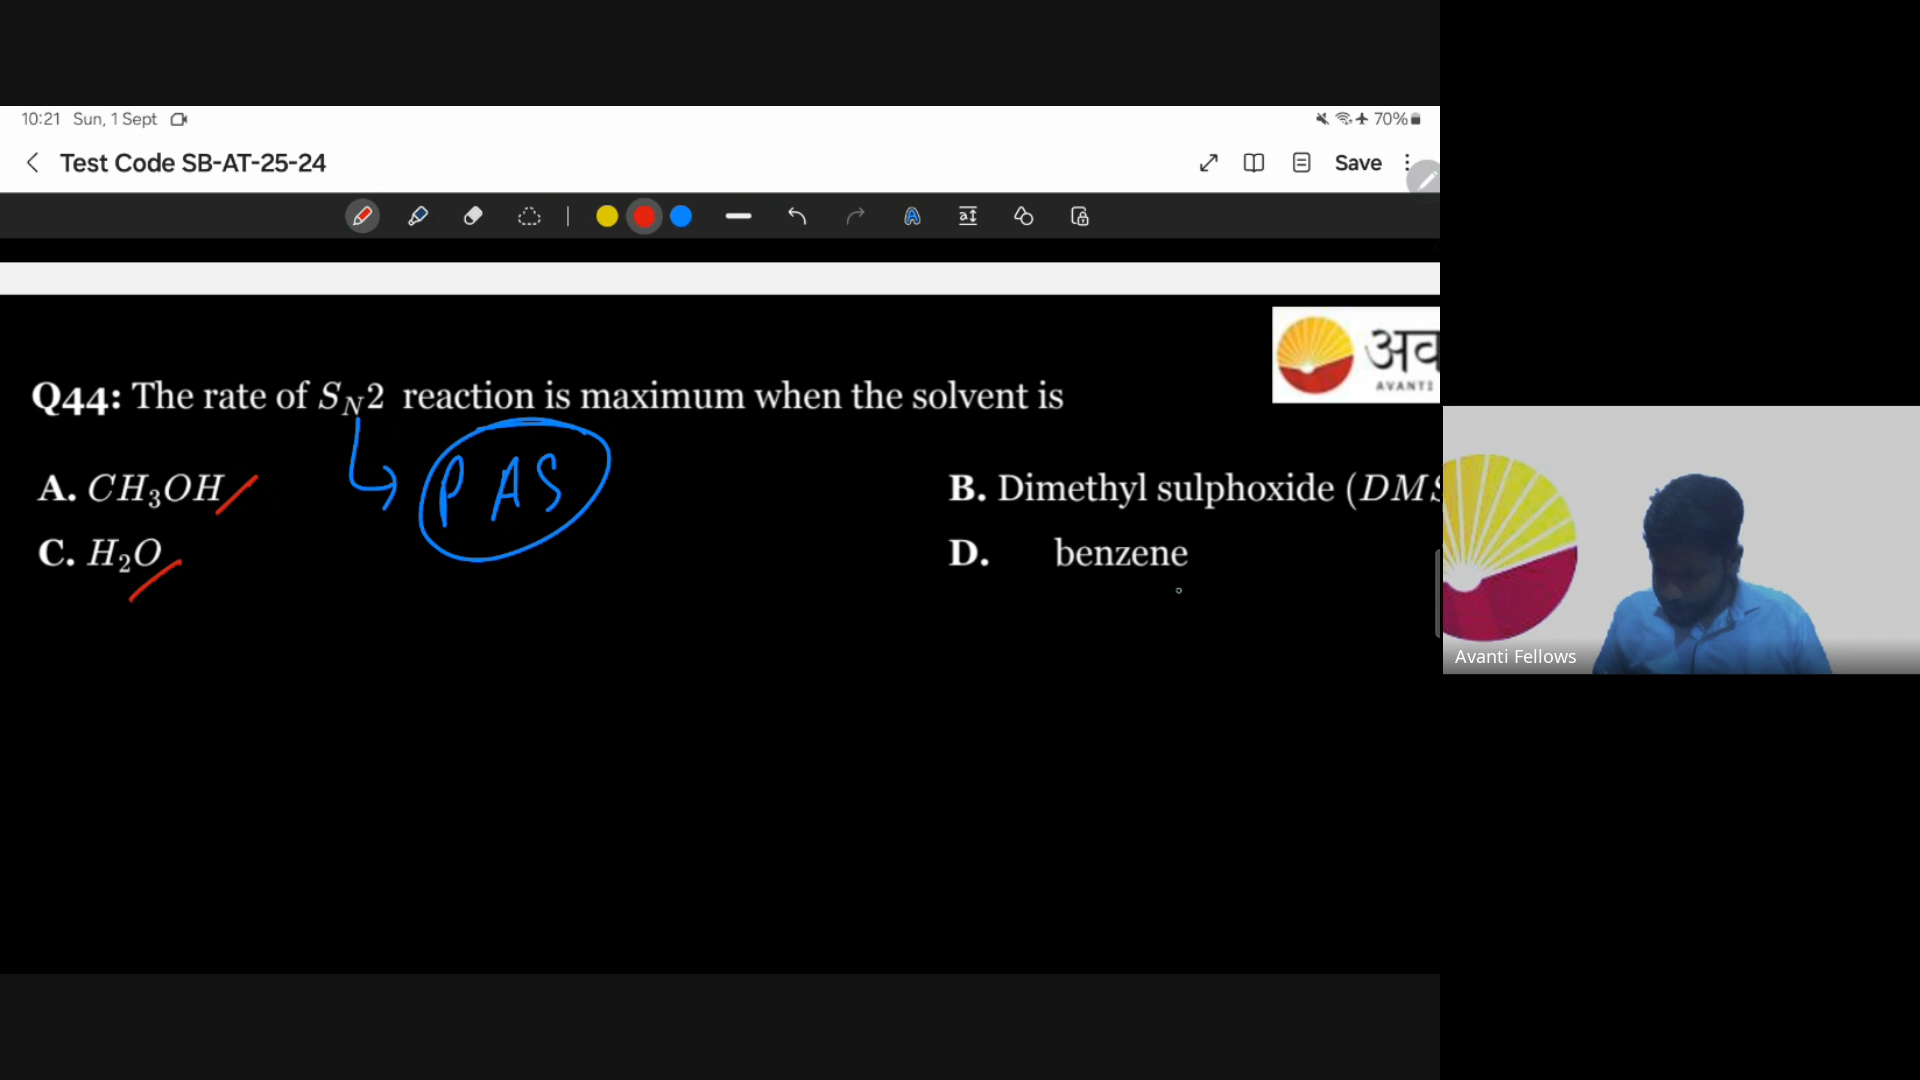 10:21 Sun, 1 Sept 70%
Test Code SB-AT-25-24 Save
अव
AVANTI
Q44: The rate of S_N2 reaction is maximum when the solvent is
PAS
A. CH₃OH B. Dimethyl sulphoxide (DMS
C. H₂O D. benzene
Avanti Fellows